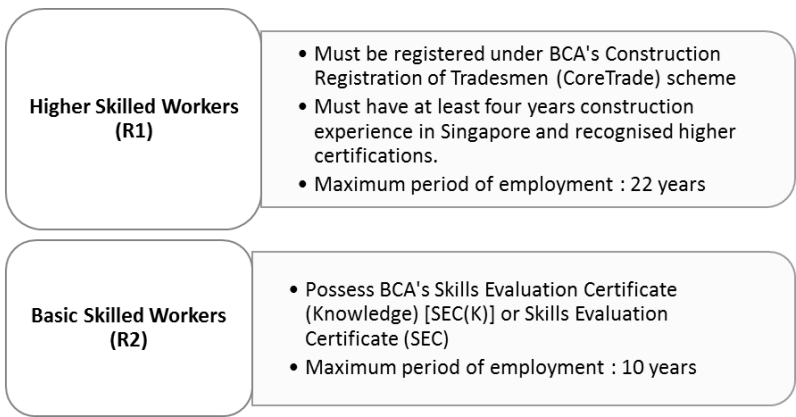 Higher Skilled Workers
(R1)
• Must be registered under BCA's Construction
Registration of Tradesmen (CoreTrade) scheme
• Must have at least four years construction
experience in Singapore and recognised higher
certifications.
• Maximum period of employment : 22 years
Basic Skilled Workers
(R2)
• Possess BCA's Skills Evaluation Certificate
(Knowledge) [SEC(K)] or Skills Evaluation
Certificate (SEC)
• Maximum period of employment : 10 years